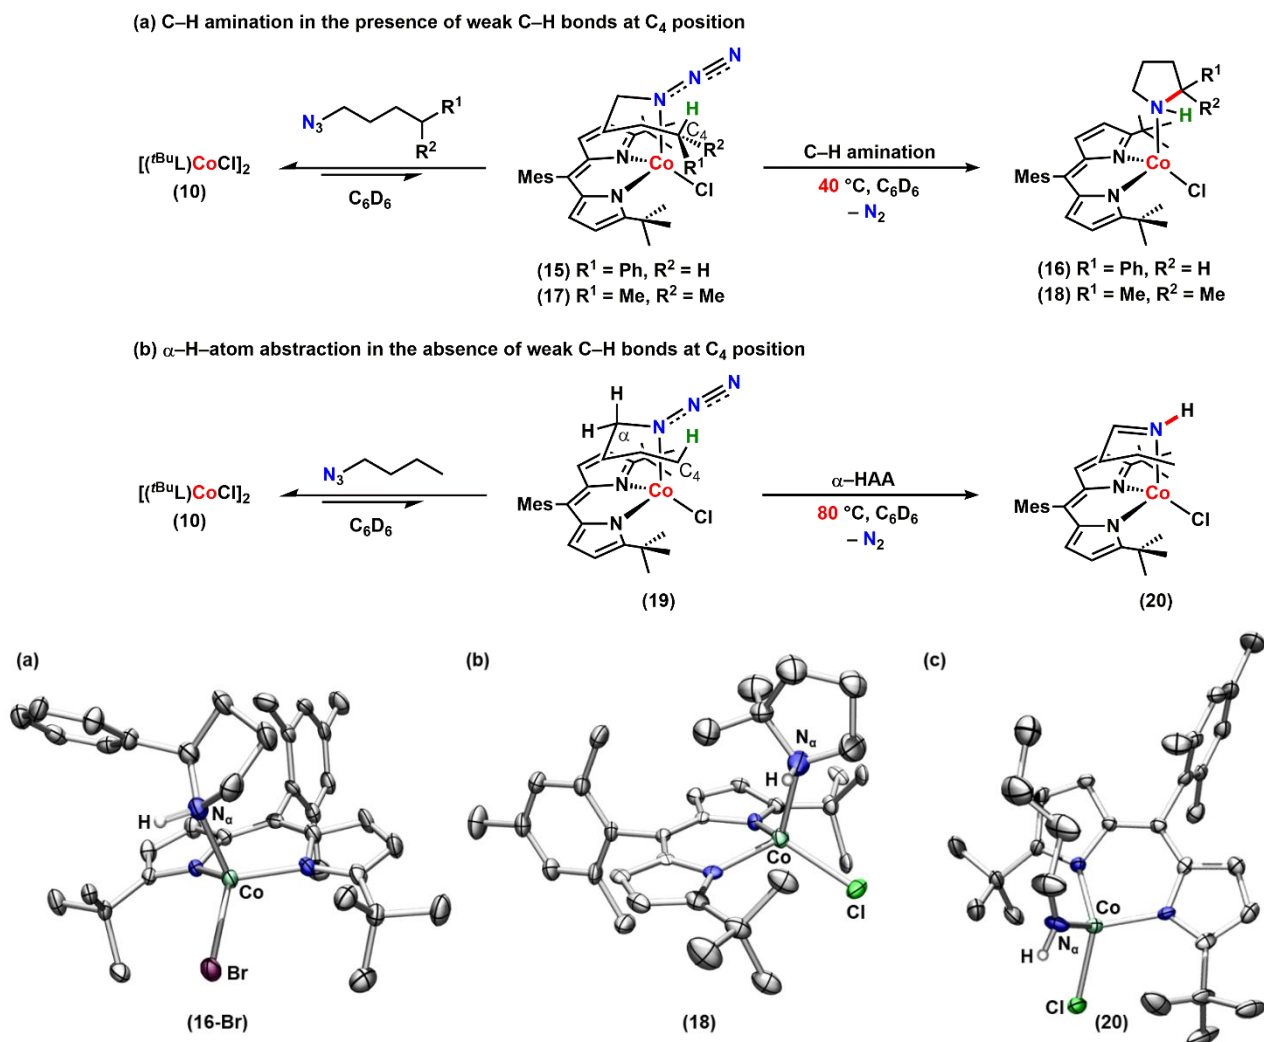 (a) C–H amination in the presence of weak C–H bonds at C4 position
N3
R1
R2
[(tBuL)CoCl]2
(10)
C6D6
N
N
N
H
C4
R2
R1
N
Co
N
Cl
Mes
(15) R1 = Ph, R2 = H
(17) R1 = Me, R2 = Me
C–H amination
40 °C, C6D6
– N2
R1
R2
N
H
N
Co
N
Cl
Mes
(16) R1 = Ph, R2 = H
(18) R1 = Me, R2 = Me
(b) α–H–atom abstraction in the absence of weak C–H bonds at C4 position
N3
[(tBuL)CoCl]2
(10)
C6D6
N
N
H
H
N
α
H
C4
N
Co
N
Cl
Mes
(19)
α–HAA
80 °C, C6D6
– N2
H
N
N
Co
N
Cl
Mes
(20)
(a)
H
Nα
Co
Br
(16-Br)
(b)
Nα
H
Co
Cl
(18)
(c)
Co
Nα
H
Cl
(20)